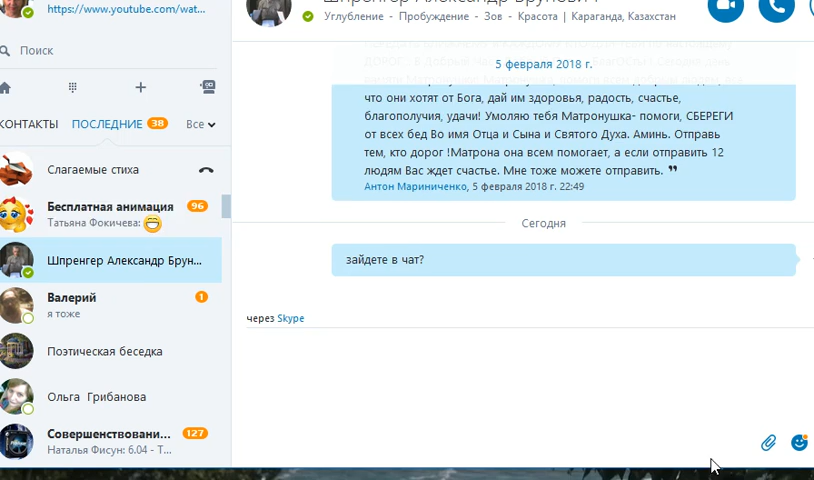 https://www.youtube.com/wat...
Поиск
КОНТАКТЫ ПОСЛЕДНИЕ 38 Все
Слагаемые стиха
Бесплатная анимация 96
Татьяна Фокичева:
Шпренгер Александр Брун...
Валерий 1
я тоже
Поэтическая беседка
Ольга Грибанова
Совершенствовани... 127
Наталья Фисун: 6.04 - Т...
Шпренгер Александр Брунович
Углубление - Пробуждение - Зов - Красота | Караганда, Казахстан
5 февраля 2018 г.
что они хотят от Бога, дай им здоровья, радость, счастье,
благополучия, удачи! Умоляю тебя Матронушка- помоги, СБЕРЕГИ
от всех бед Во имя Отца и Сына и Святого Духа. Аминь. Отправь
тем, кто дорог !Матрона она всем помогает, а если отправить 12
людям Вас ждет счастье. Мне тоже можете отправить. ”
Антон Мариниченко, 5 февраля 2018 г. 22:49
Сегодня
зайдете в чат?
через Skype